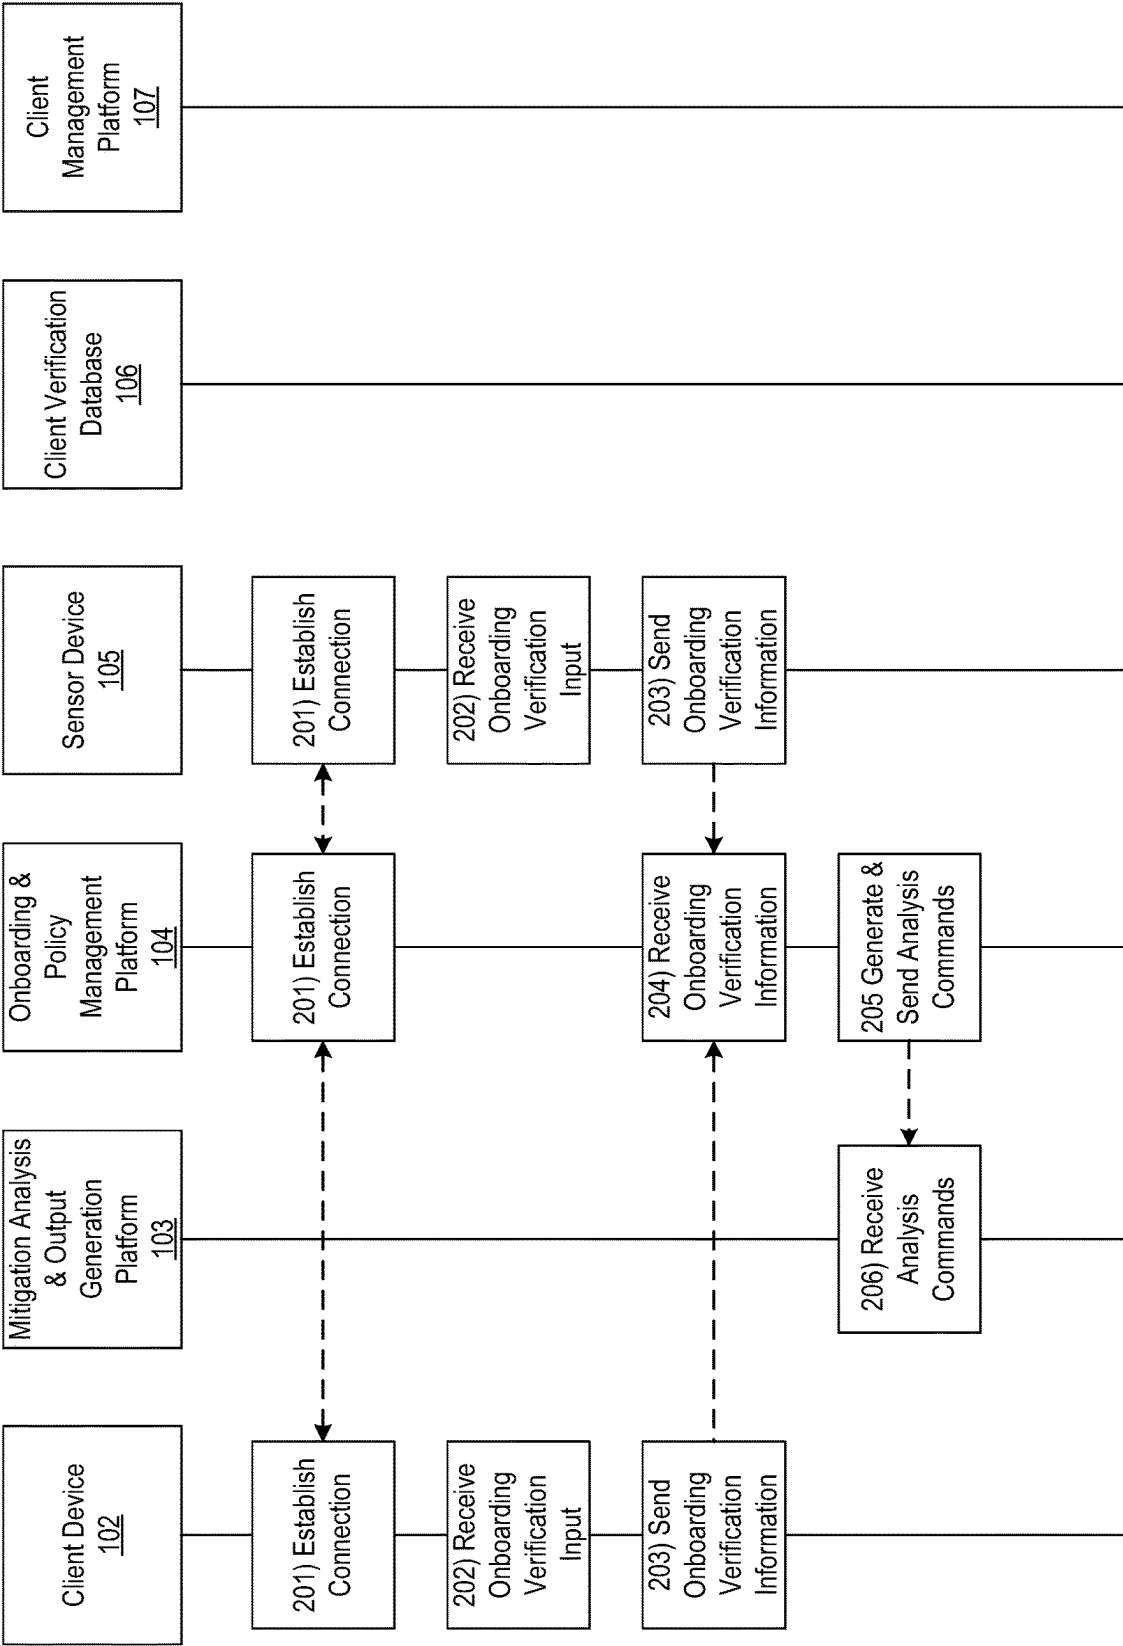 Client Device
102
Mitigation Analysis
& Output
Generation
Platform
103
Onboarding &
Policy
Management
Platform
104
Sensor Device
105
Client Verification
Database
106
Client
Management
Platform
107
201) Establish
Connection
201) Establish
Connection
201) Establish
Connection
202) Receive
Onboarding
Verification
Input
202) Receive
Onboarding
Verification
Input
203) Send
Onboarding
Verification
Information
204) Receive
Onboarding
Verification
Information
203) Send
Onboarding
Verification
Information
206) Receive
Analysis
Commands
205 Generate &
Send Analysis
Commands